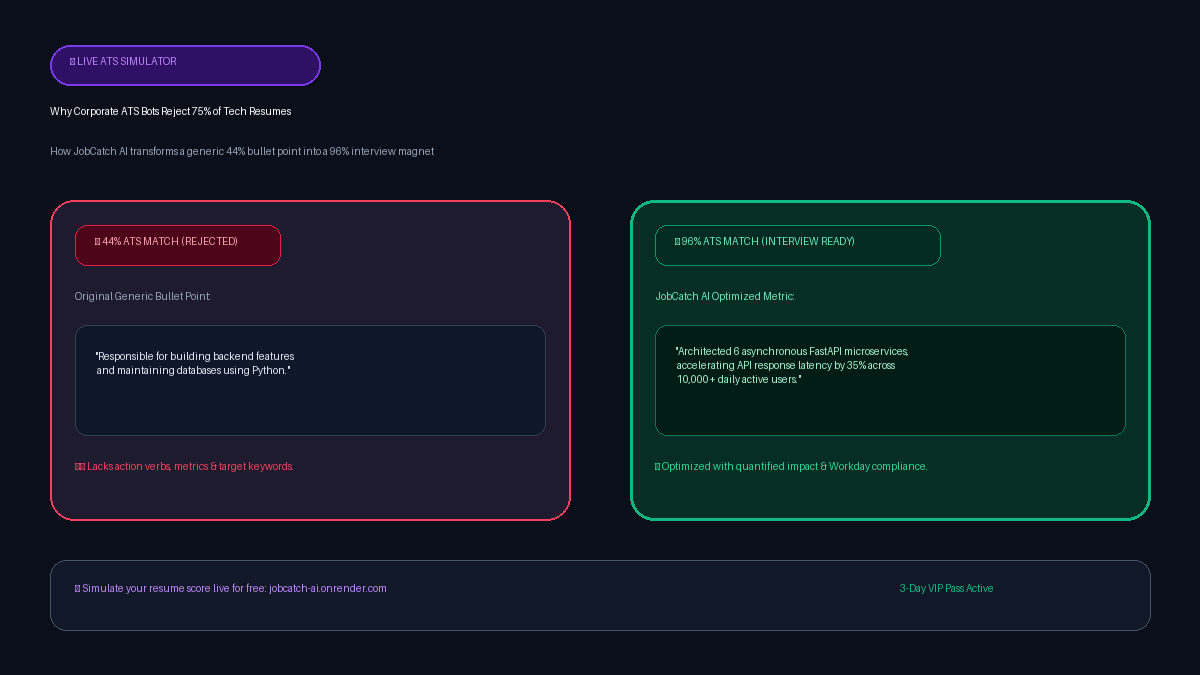 LIVE ATS SIMULATOR
Why Corporate ATS Bots Reject 75% of Tech Resumes
How JobCatch AI transforms a generic 44% bullet point into a 96% interview magnet
44% ATS MATCH (REJECTED)
Original Generic Bullet Point:
"Responsible for building backend features
and maintaining databases using Python."
Lacks action verbs, metrics & target keywords.
96% ATS MATCH (INTERVIEW READY)
JobCatch AI Optimized Metric:
"Architected 6 asynchronous FastAPI microservices,
accelerating API response latency by 35% across
10,000+ daily active users."
Optimized with quantified impact & Workday compliance.
Simulate your resume score live for free: jobcatch-ai.onrender.com
3-Day VIP Pass Active